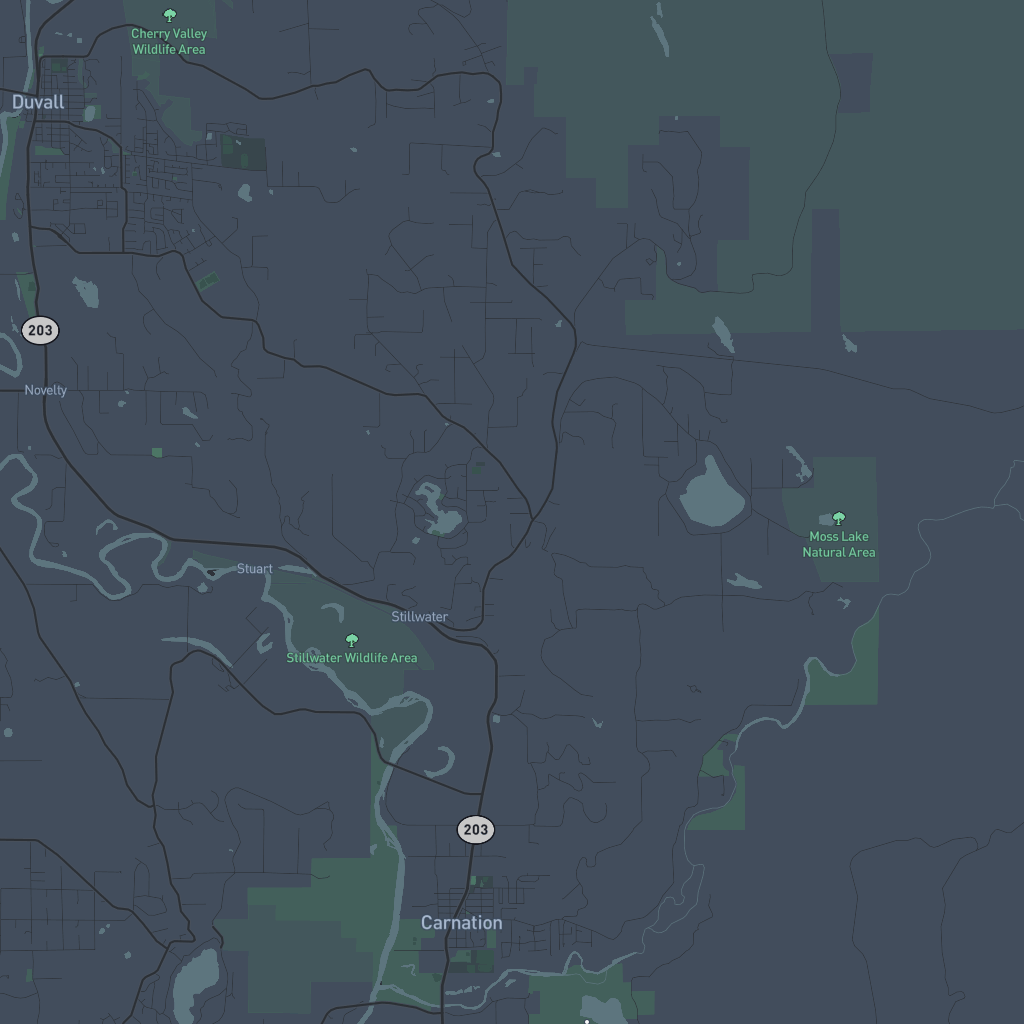 Cherry Valley
Wildlife Area
Duvall
203
Novelty
Moss Lake
Natural Area
Stuart
Stillwater
Stillwater Wildlife Area
203
Carnation